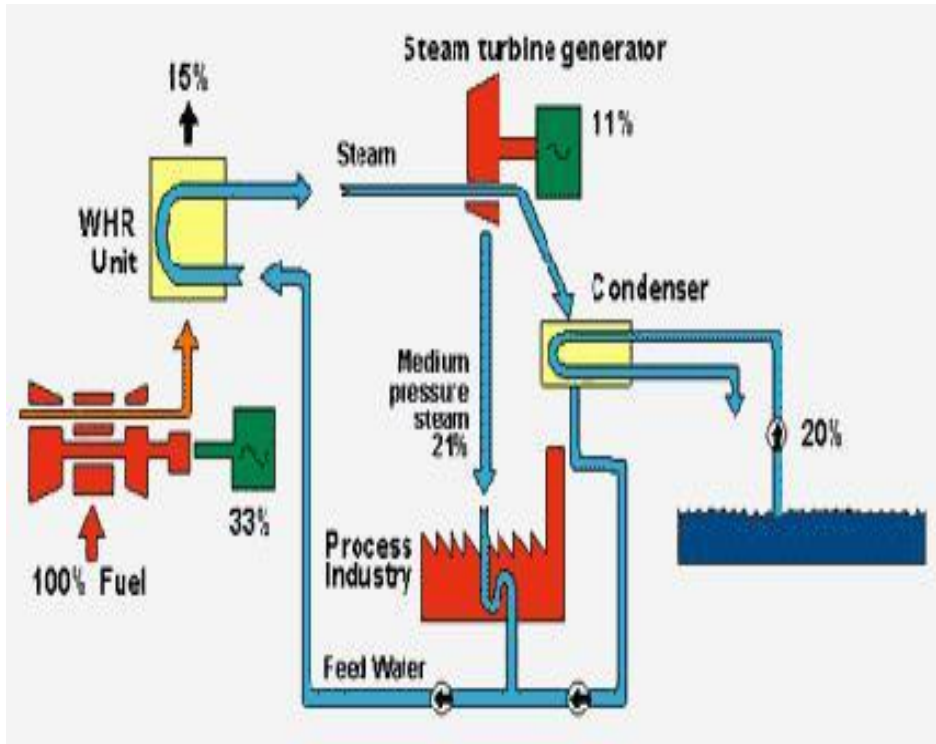 Steam turbine generator
15%
11%
Steam
WHR
Unit
Condenser
Medium
pressure
steam
21%
20%
33%
100% Fuel
Process
Industry
Feed Water